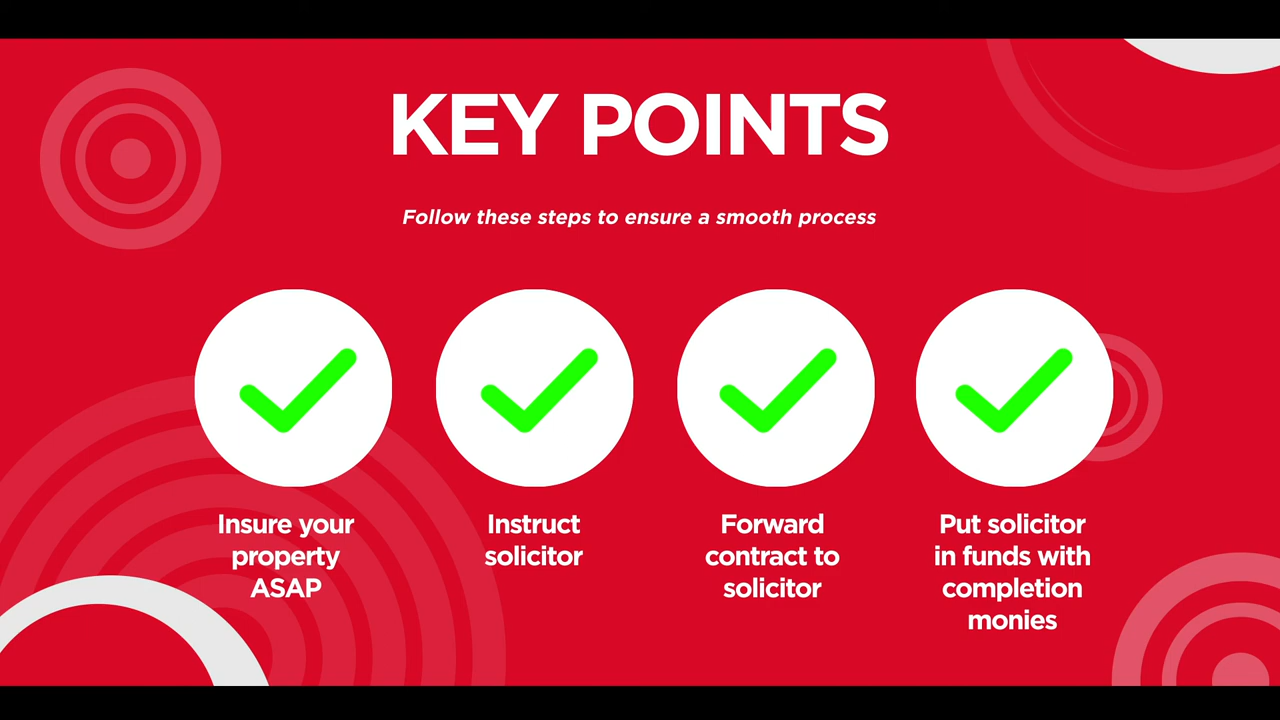 KEY POINTS
Follow these steps to ensure a smooth process
Insure your
property
ASAP
Instruct
solicitor
Forward
contract to
solicitor
Put solicitor
in funds with
completion
monies